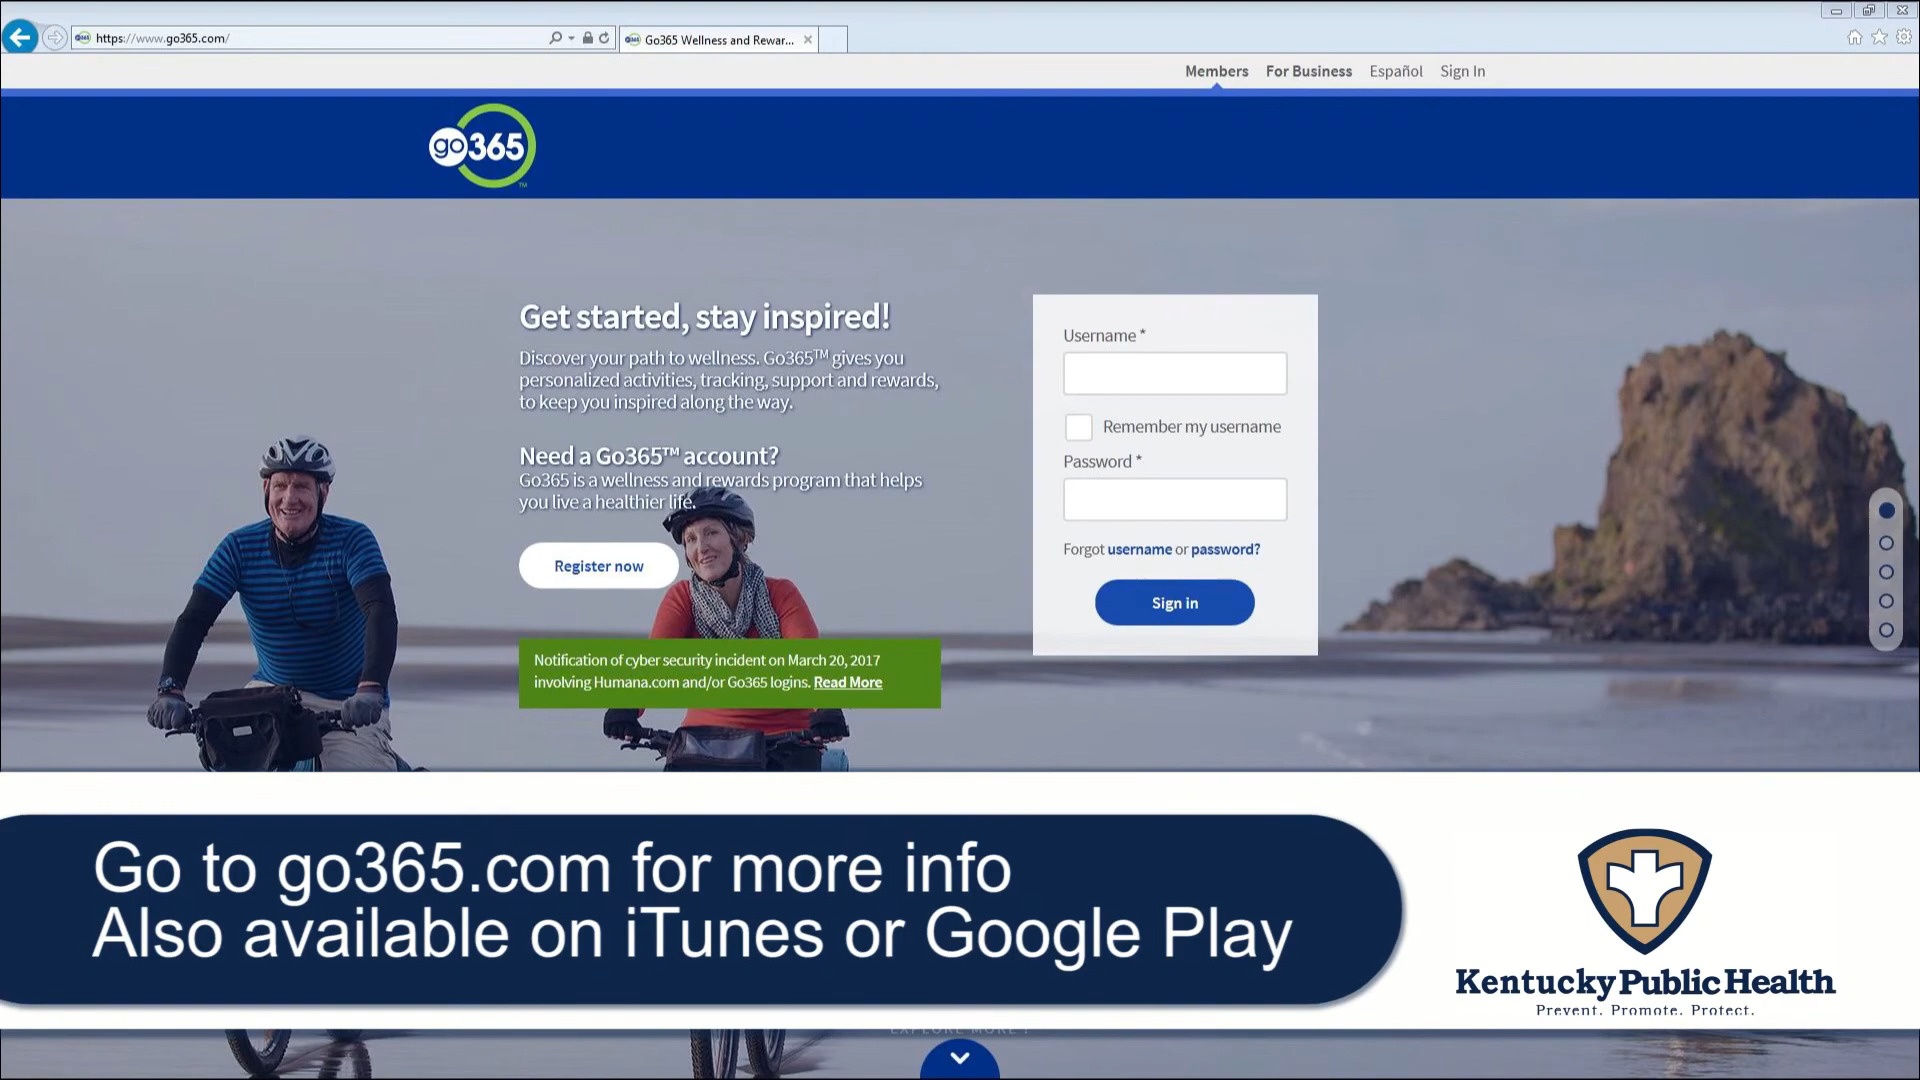 https://www.go365.com/
Go365 Wellness and Rewar...
Members For Business Español Sign In
go365
TM
Get started, stay inspired!
Discover your path to wellness. Go365™ gives you
personalized activities, tracking, support and rewards,
to keep you inspired along the way.
Need a Go365™ account?
Go365 is a wellness and rewards program that helps
you live a healthier life.
Register now
Notification of cyber security incident on March 20, 2017
involving Humana.com and/or Go365 logins. Read More
Username *
Remember my username
Password *
Forgot username or password?
Sign in
Go to go365.com for more info
Also available on iTunes or Google Play
Kentucky Public Health
Prevent. Promote. Protect.
EXPLORE MORE